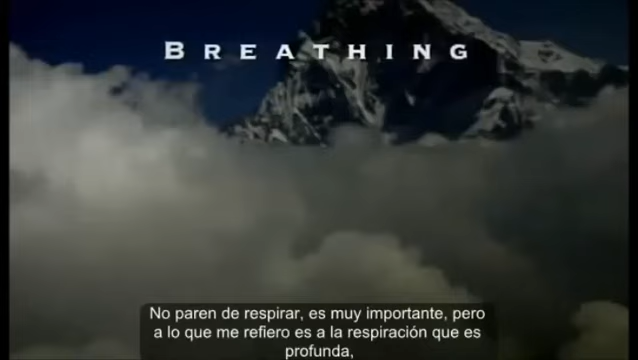 BREATHING
No paren de respirar, es muy importante, pero
a lo que me refiero es a la respiración que es
profunda,